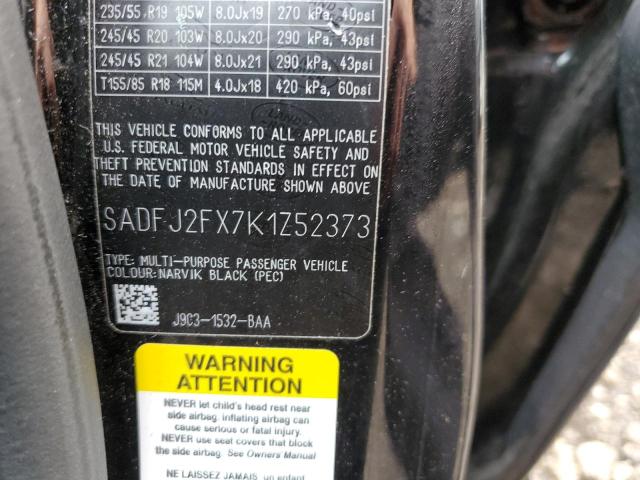 235/55 R19 105W 8.0Jx19 270 kPa, 40psi
245/45 R20 103W 8.0Jx20 290 kPa, 43psi
245/45 R21 104W 8.0Jx21 290 kPa, 43psi
T155/85 R18 115M 4.0Jx18 420 kPa, 60psi
THIS VEHICLE CONFORMS TO ALL APPLICABLE
U.S. FEDERAL MOTOR VEHICLE SAFETY AND
THEFT PREVENTION STANDARDS IN EFFECT ON
DATE OF MANUFACTURE SHOWN ABOVE
SADFJ2FX7K1Z52373
TYPE: MULTI-PURPOSE PASSENGER VEHICLE
COLOUR: NARVIK BLACK (PEC)
J9C3-1532-BAA
WARNING
ATTENTION
NEVER let child's head rest near
side airbag, inflating airbag can
cause serious or fatal injury.
NEVER use seat covers that block
the side airbag. See Owners Manual
NE LAISSEZ JAMAIS un enfant